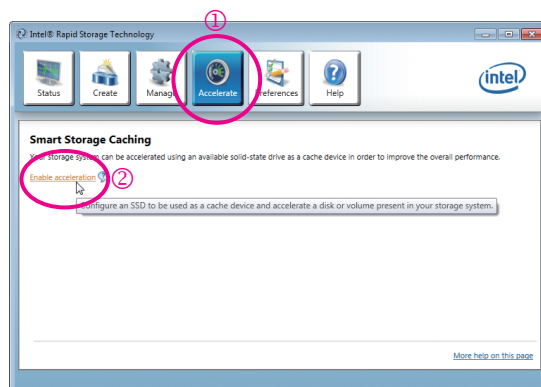 ①
Intel® Rapid Storage Technology
Status
Create
Manage
Accelerate
Preferences
Help
intel
Smart Storage Caching
Your storage system can be accelerated using an available solid-state drive as a cache device in order to improve the overall performance.
Enable acceleration ? ②
Configure an SSD to be used as a cache device and accelerate a disk or volume present in your storage system.
More help on this page